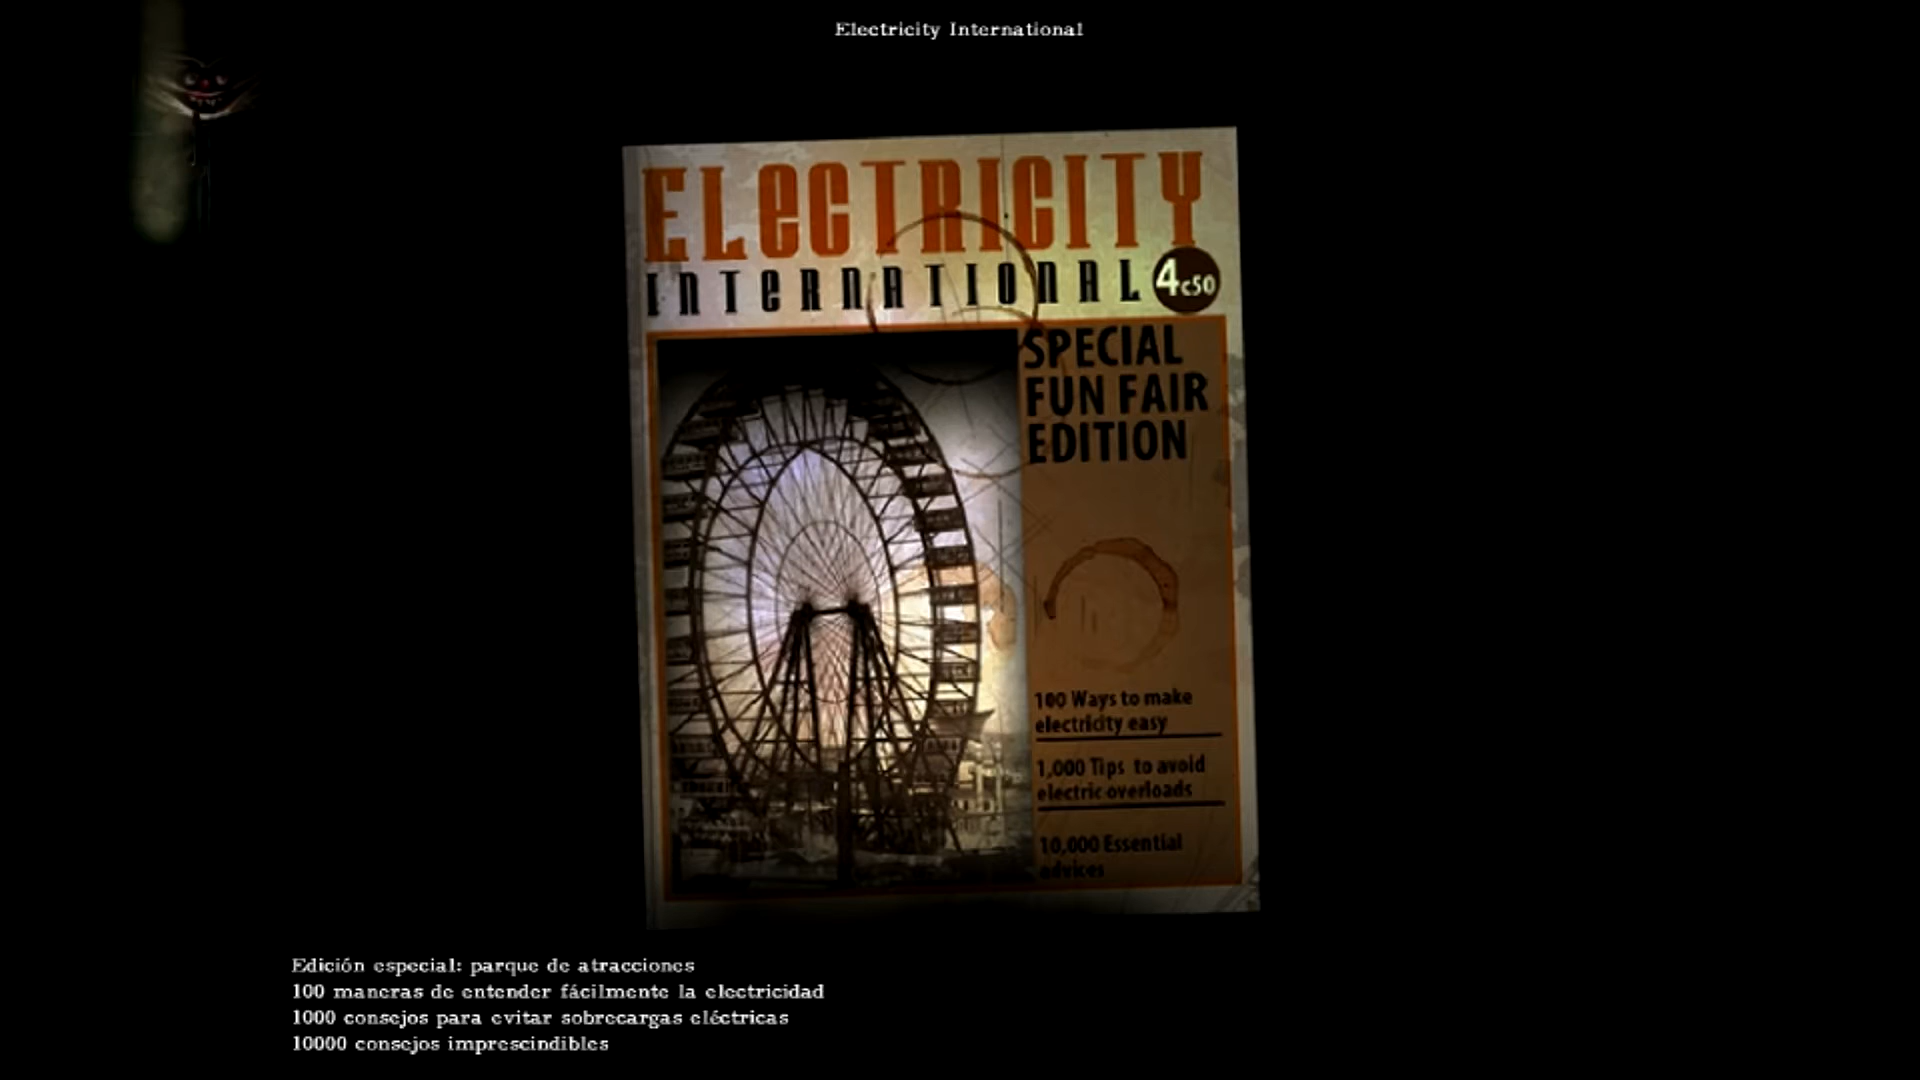 Electricity International
ELECTRICITY
INTERNATIONAL
4c50
SPECIAL
FUN FAIR
EDITION
100 Ways to make
electricity easy
1,000 Tips to avoid
electric overloads
10,000 Essential
advices
Edición especial: parque de atracciones
100 maneras de entender fácilmente la electricidad
1000 consejos para evitar sobrecargas eléctricas
10000 consejos imprescindibles